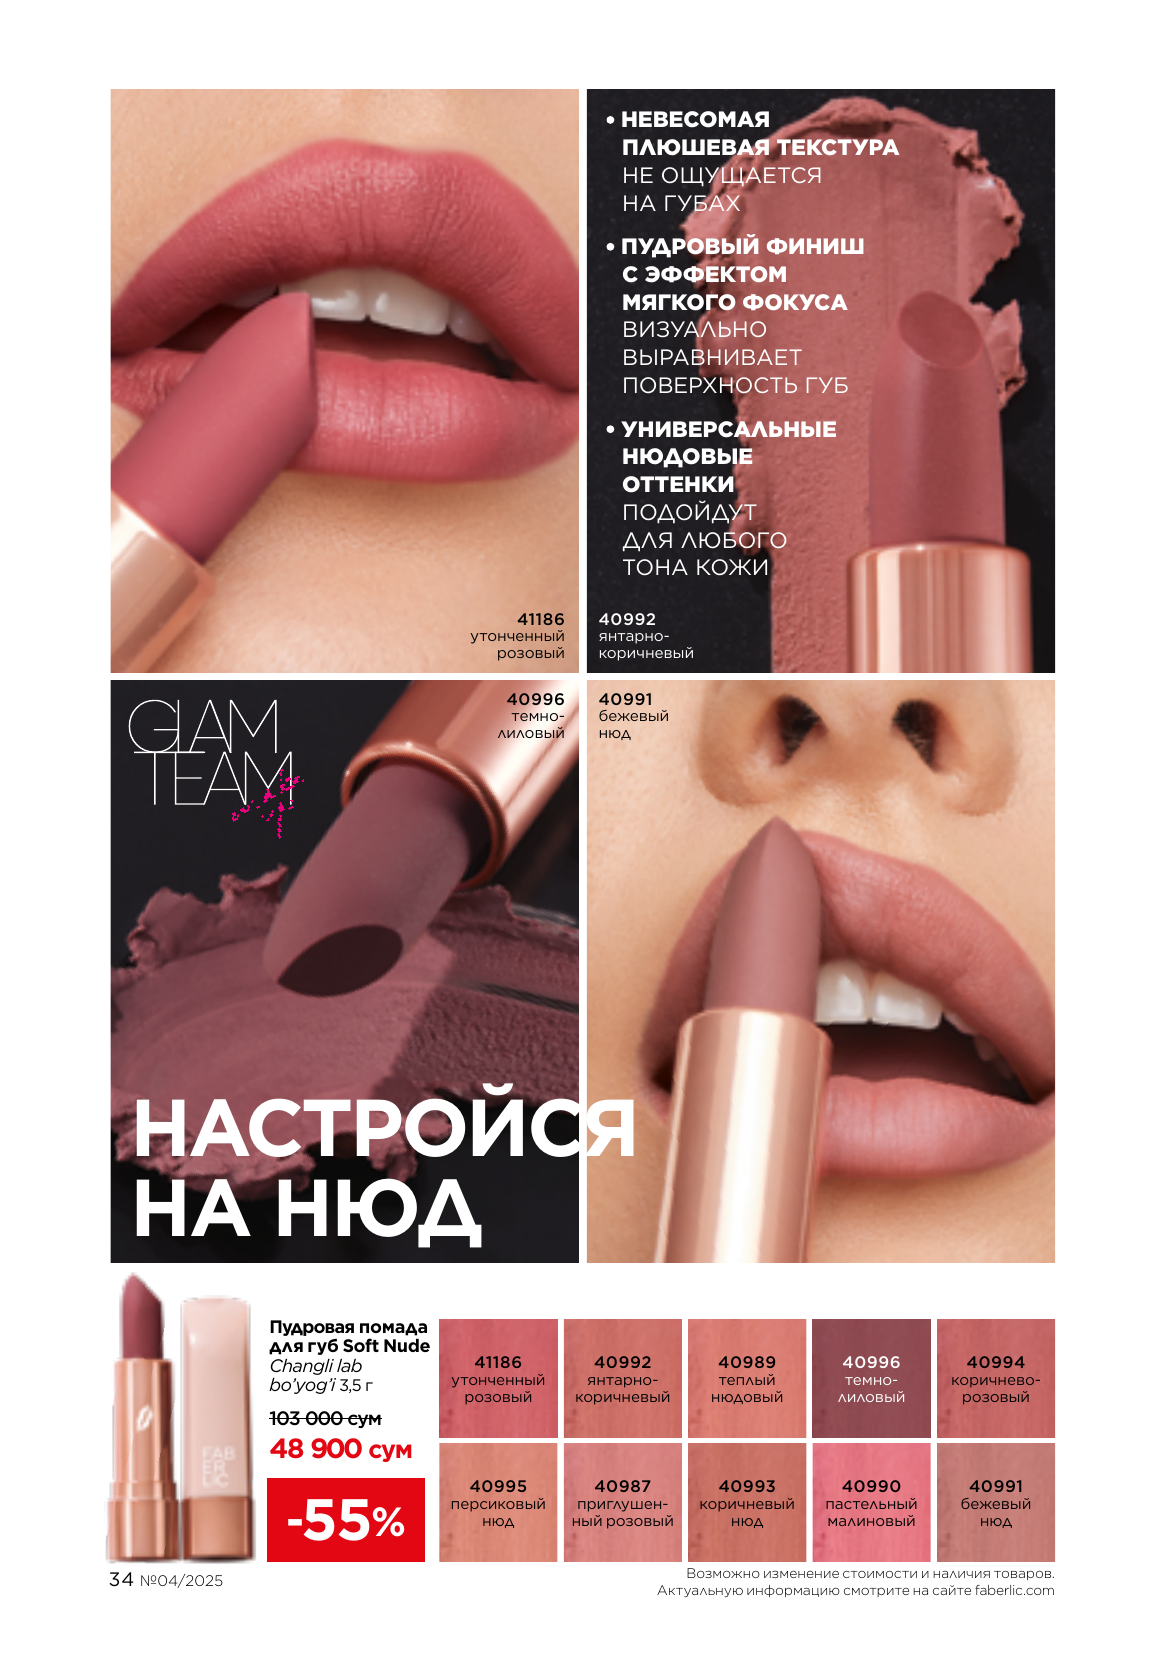 • НЕВЕСОМАЯ
ПЛЮШЕВАЯ ТЕКСТУРА
НЕ ОЩУЩАЕТСЯ
НА ГУБАХ
• ПУДРОВЫЙ ФИНИШ
С ЭФФЕКТОМ
МЯГКОГО ФОКУСА
ВИЗУАЛЬНО
ВЫРАВНИВАЕТ
ПОВЕРХНОСТЬ ГУБ
• УНИВЕРСАЛЬНЫЕ
НЮДОВЫЕ
ОТТЕНКИ
ПОДОЙДУТ
ДЛЯ ЛЮБОГО
ТОНА КОЖИ
41186
утонченный
розовый
40992
янтарно-
коричневый
GLAM
TEAM
40996
темно-
лиловый
40991
бежевый
нюд
НАСТРОЙСЯ
НА НЮД
FAB
ER
LIC
Пудровая помада
для губ Soft Nude
Changli lab
bo’yog’i 3,5 г
103 000 сум
48 900 сум
-55%
41186
утонченный
розовый
40992
янтарно-
коричневый
40989
теплый
нюдовый
40996
темно-
лиловый
40994
коричнево-
розовый
40995
персиковый
нюд
40987
приглушен-
ный розовый
40993
коричневый
нюд
40990
пастельный
малиновый
40991
бежевый
нюд
34 №04/2025
Возможно изменение стоимости и наличия товаров.
Актуальную информацию смотрите на сайте faberlic.com